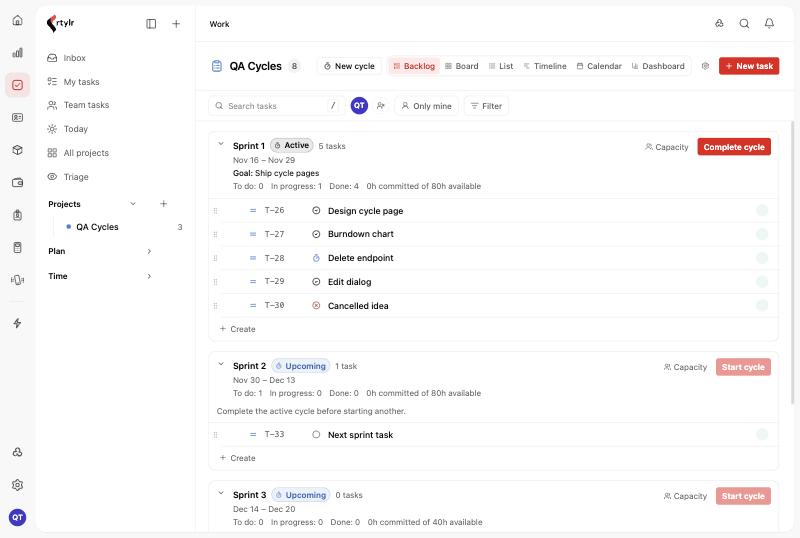 rtylr
Work
Inbox
My tasks
Team tasks
Today
All projects
Triage
Projects
QA Cycles 3
Plan
Time
QT
QA Cycles 8 New cycle Backlog Board List Timeline Calendar Dashboard New task
Search tasks / QT Only mine Filter
Sprint 1 Active 5 tasks Capacity Complete cycle
Nov 16 – Nov 29
Goal: Ship cycle pages
To do: 0 In progress: 1 Done: 4 0h committed of 80h available
T-26 Design cycle page
T-27 Burndown chart
T-28 Delete endpoint
T-29 Edit dialog
T-30 Cancelled idea
Create
Sprint 2 Upcoming 1 task Capacity Start cycle
Nov 30 – Dec 13
To do: 1 In progress: 0 Done: 0 0h committed of 80h available
Complete the active cycle before starting another.
T-33 Next sprint task
Create
Sprint 3 Upcoming 0 tasks Capacity Start cycle
Dec 14 – Dec 20
To do: 0 In progress: 0 Done: 0 0h committed of 40h available